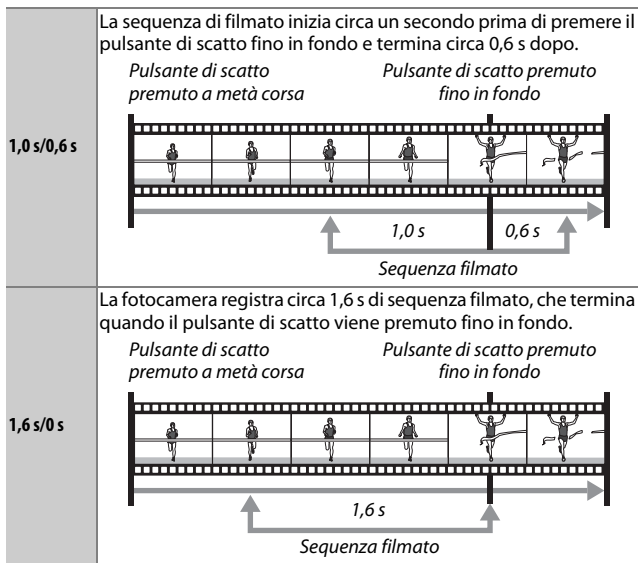 1,0 s/0,6 s
La sequenza di filmato inizia circa un secondo prima di premere il
pulsante di scatto fino in fondo e termina circa 0,6 s dopo.
Pulsante di scatto
premuto a metà corsa
Pulsante di scatto premuto
fino in fondo
1,0 s
0,6 s
Sequenza filmato
1,6 s/0 s
La fotocamera registra circa 1,6 s di sequenza filmato, che termina
quando il pulsante di scatto viene premuto fino in fondo.
Pulsante di scatto
premuto a metà corsa
Pulsante di scatto premuto
fino in fondo
1,6 s
Sequenza filmato